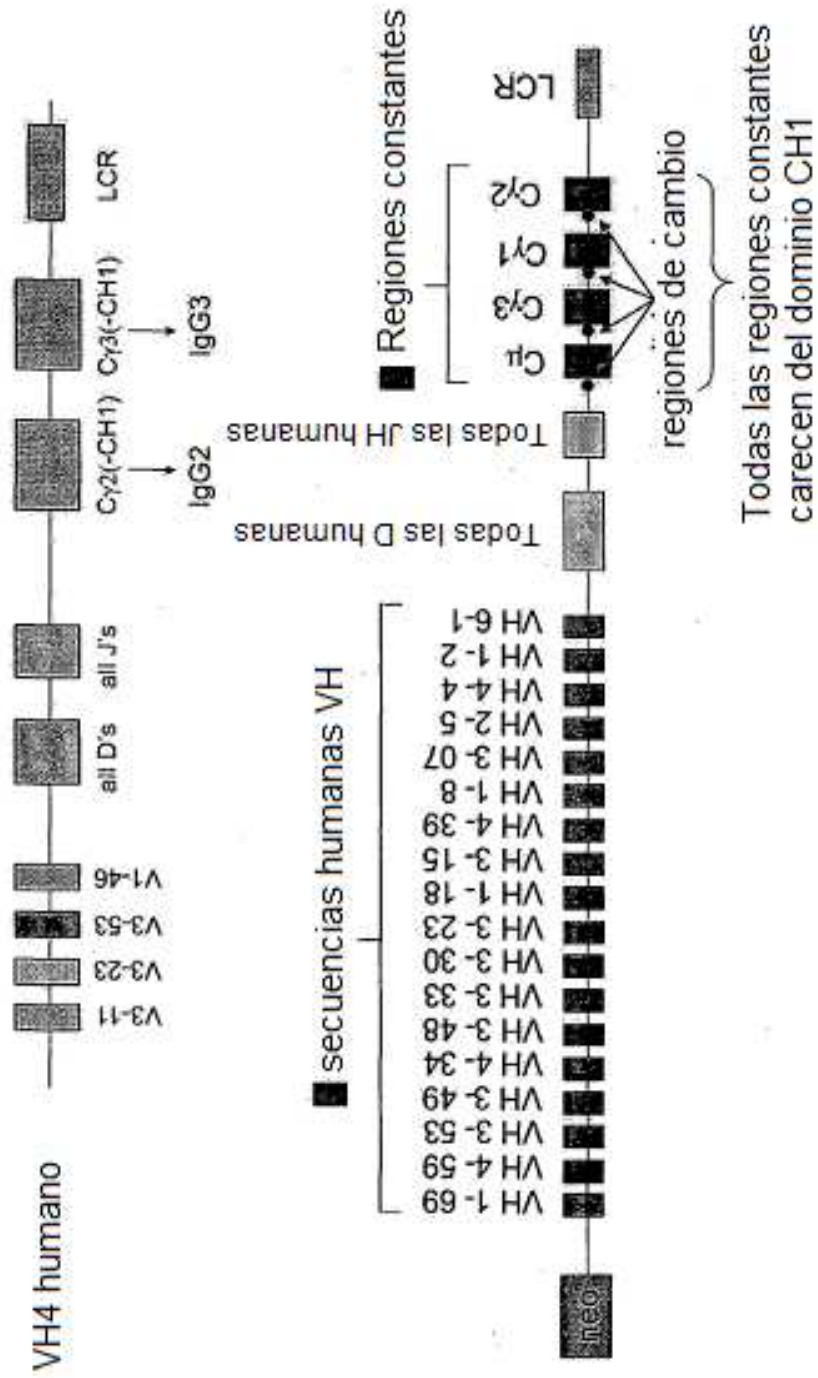 VH4 humano
V3-11
V3-23
V3-53
V1-46
all D's
all J's
Cγ2(-CH1)
Cγ3(-CH1)
LCR
IgG2
IgG3
secuencias humanas VH
Regiones constantes
neo
VH 1-69
VH 4-59
VH 3-53
VH 3-49
VH 4-34
VH 3-48
VH 3-33
VH 3-30
VH 3-23
VH 1-18
VH 3-15
VH 4-39
VH 1-8
VH 3-07
VH 2-5
VH 4-4
VH 1-2
VH 6-1
Todas las D humanas
Todas las JH humanas
Cμ
Cγ3
Cγ1
Cγ2
LCR
regiones de cambio
Todas las regiones constantes
carecen del dominio CH1